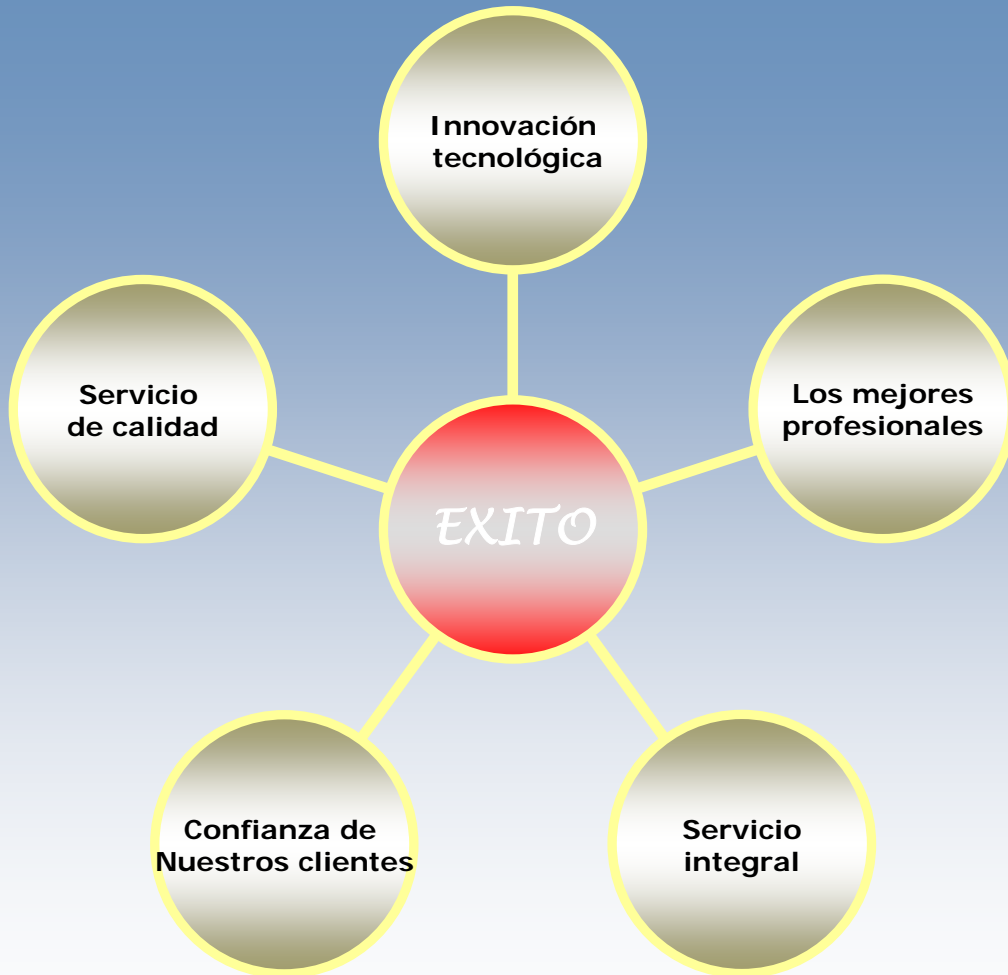 Innovación
tecnológica
Servicio
de calidad
Los mejores
profesionales
EXITO
Confianza de
Nuestros clientes
Servicio
integral